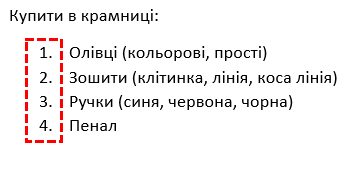 Купити в крамниці:
1. Олівці (кольорові, прості)
2. Зошити (клітинка, лінія, коса лінія)
3. Ручки (синя, червона, чорна)
4. Пенал